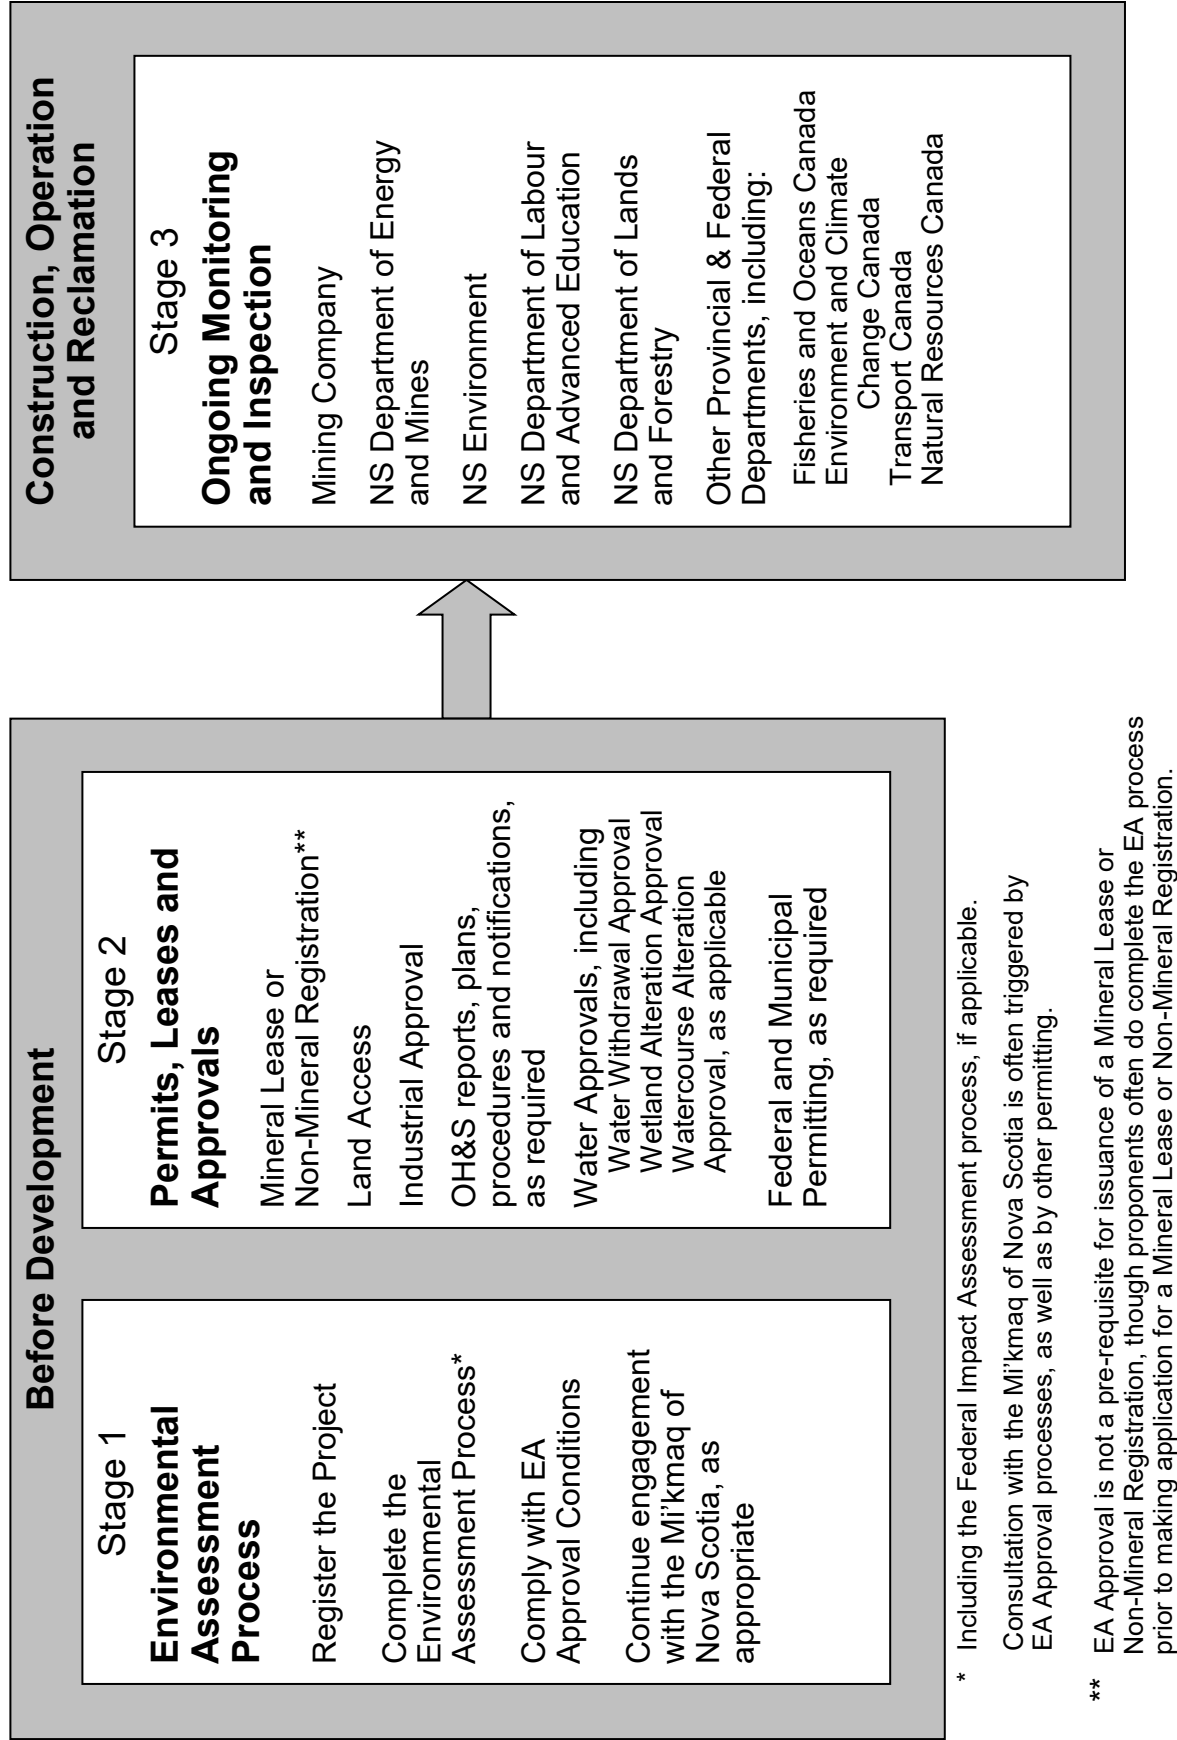 Before Development
Stage 1
Environmental
Assessment
Process
Register the Project
Complete the
Environmental
Assessment Process*
Comply with EA
Approval Conditions
Continue engagement
with the Mi’kmaq of
Nova Scotia, as
appropriate
Stage 2
Permits, Leases and
Approvals
Mineral Lease or
Non-Mineral Registration**
Land Access
Industrial Approval
OH&S reports, plans,
procedures and notifications,
as required
Water Approvals, including
Water Withdrawal Approval
Wetland Alteration Approval
Watercourse Alteration
Approval, as applicable
Federal and Municipal
Permitting, as required
Construction, Operation
and Reclamation
Stage 3
Ongoing Monitoring
and Inspection
Mining Company
NS Department of Energy
and Mines
NS Environment
NS Department of Labour
and Advanced Education
NS Department of Lands
and Forestry
Other Provincial & Federal
Departments, including:
Fisheries and Oceans Canada
Environment and Climate
Change Canada
Transport Canada
Natural Resources Canada
* Including the Federal Impact Assessment process, if applicable.
Consultation with the Mi’kmaq of Nova Scotia is often triggered by
EA Approval processes, as well as by other permitting.
** EA Approval is not a pre-requisite for issuance of a Mineral Lease or
Non-Mineral Registration, though proponents often do complete the EA process
prior to making application for a Mineral Lease or Non-Mineral Registration.